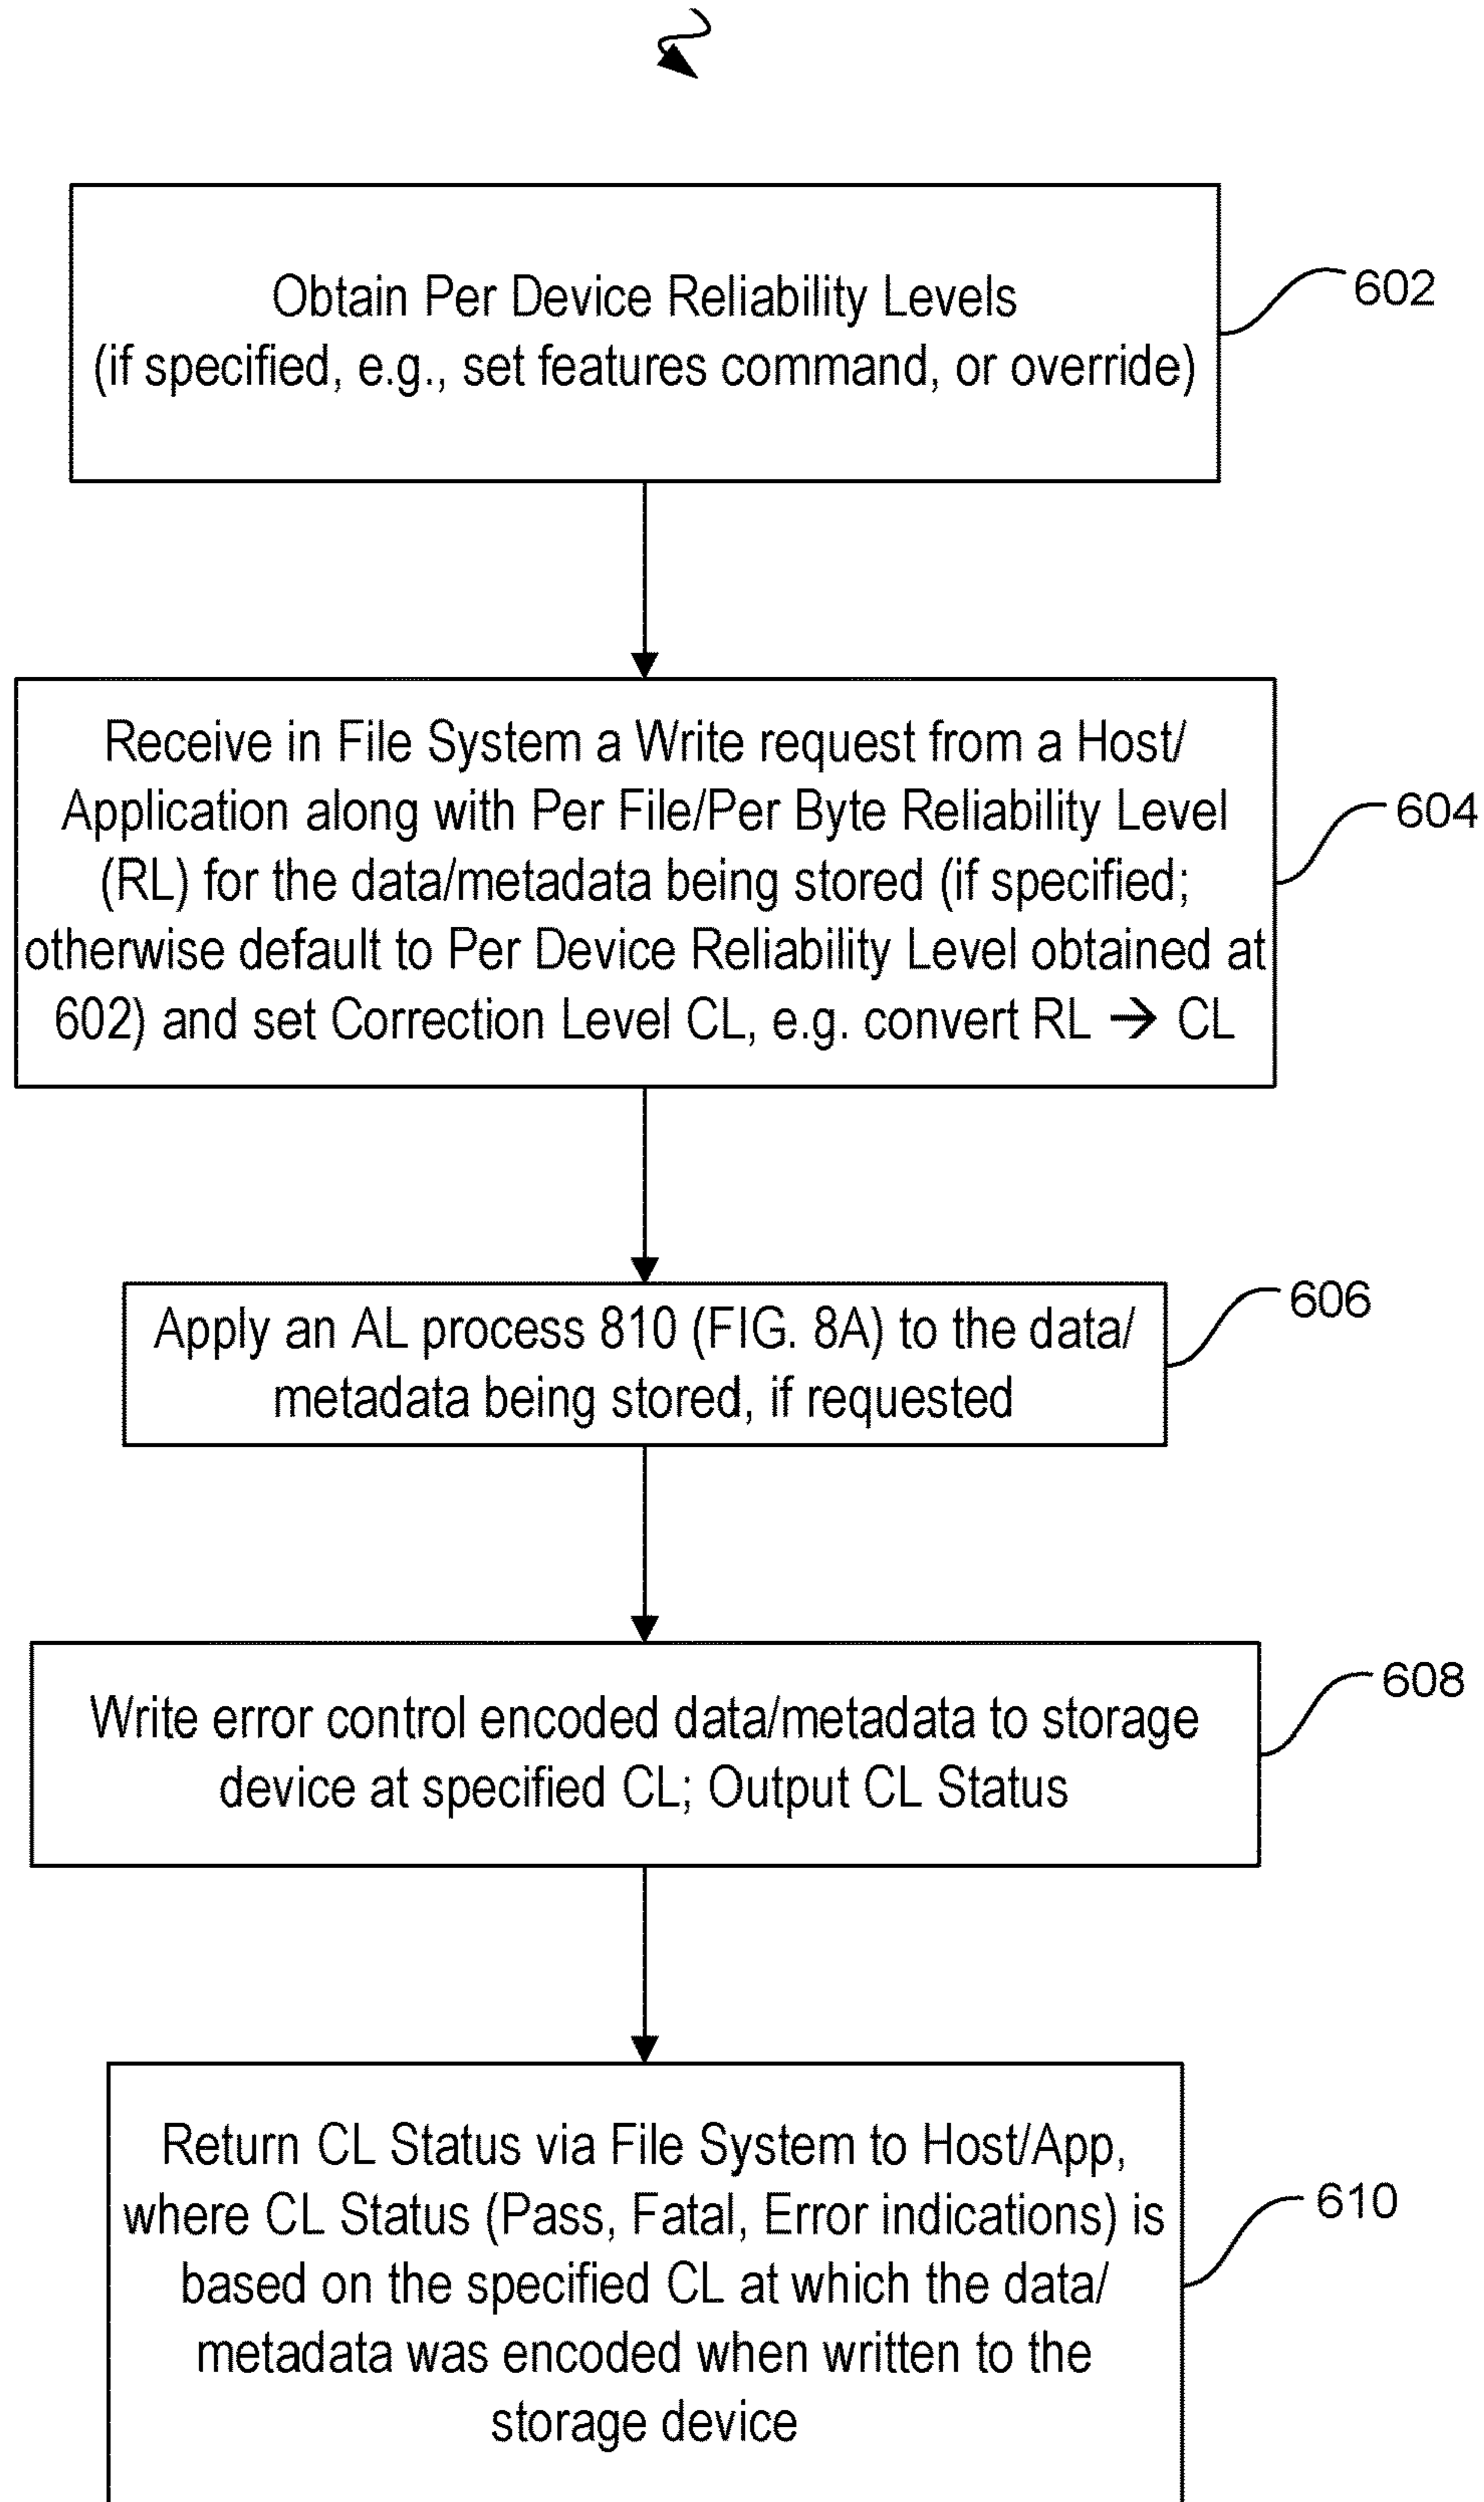 Obtain Per Device Reliability Levels
(if specified, e.g., set features command, or override)
602
Receive in File System a Write request from a Host/
Application along with Per File/Per Byte Reliability Level
(RL) for the data/metadata being stored (if specified;
otherwise default to Per Device Reliability Level obtained at
602) and set Correction Level CL, e.g. convert RL → CL
604
Apply an AL process 810 (FIG. 8A) to the data/
metadata being stored, if requested
606
Write error control encoded data/metadata to storage
device at specified CL; Output CL Status
608
Return CL Status via File System to Host/App,
where CL Status (Pass, Fatal, Error indications) is
based on the specified CL at which the data/
metadata was encoded when written to the
storage device
610